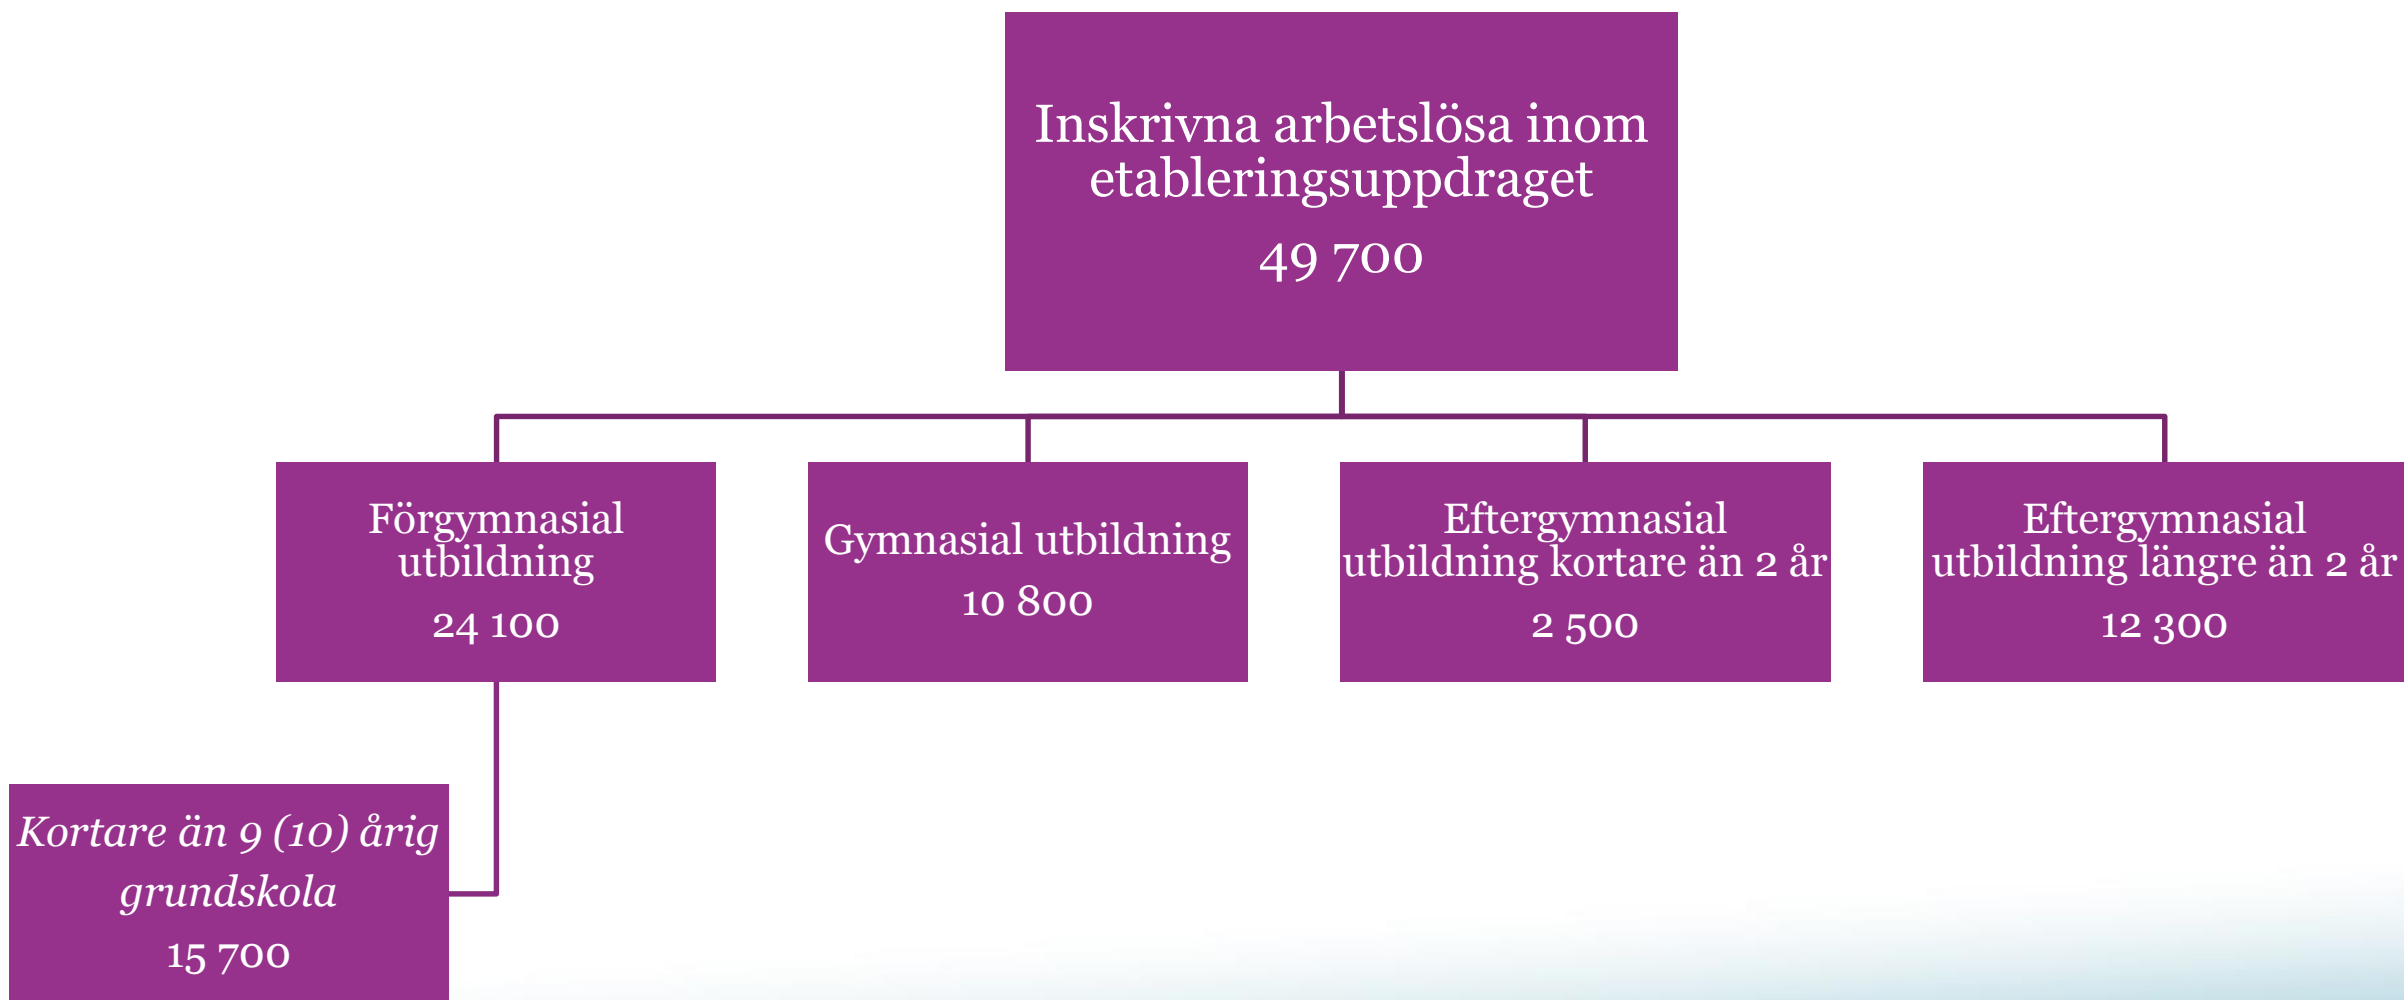 Inskrivna arbetslösa inom
etableringsuppdraget
49 700
Förgymnasial
utbildning
24 100
Gymnasial utbildning
10 800
Eftergymnasial
utbildning kortare än 2 år
2 500
Eftergymnasial
utbildning längre än 2 år
12 300
Kortare än 9 (10) årig
grundskola
15 700